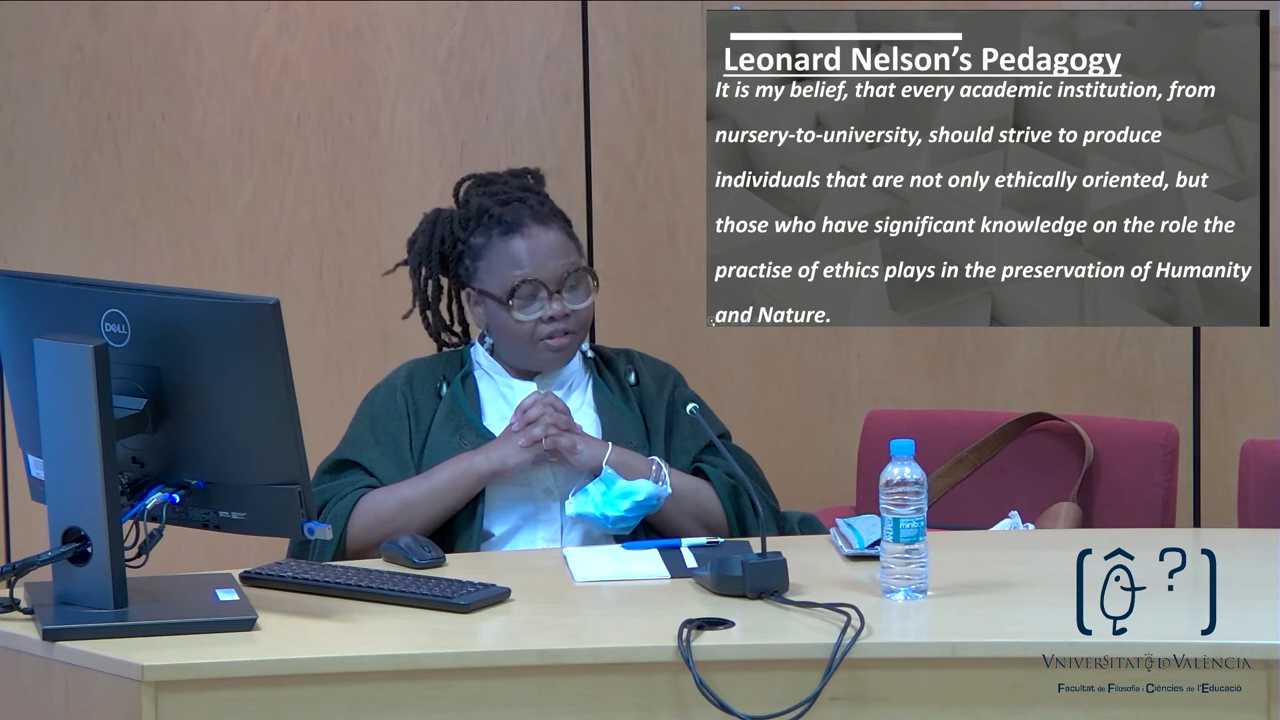 Leonard Nelson's Pedagogy
It is my belief, that every academic institution, from
nursery-to-university, should strive to produce
individuals that are not only ethically oriented, but
those who have significant knowledge on the role the
practise of ethics plays in the preservation of Humanity
and Nature.
DELL
[ ? ]
VNIVERSITAT ID VALÈNCIA
Facultat de Filosofia i Ciències de l'Educació